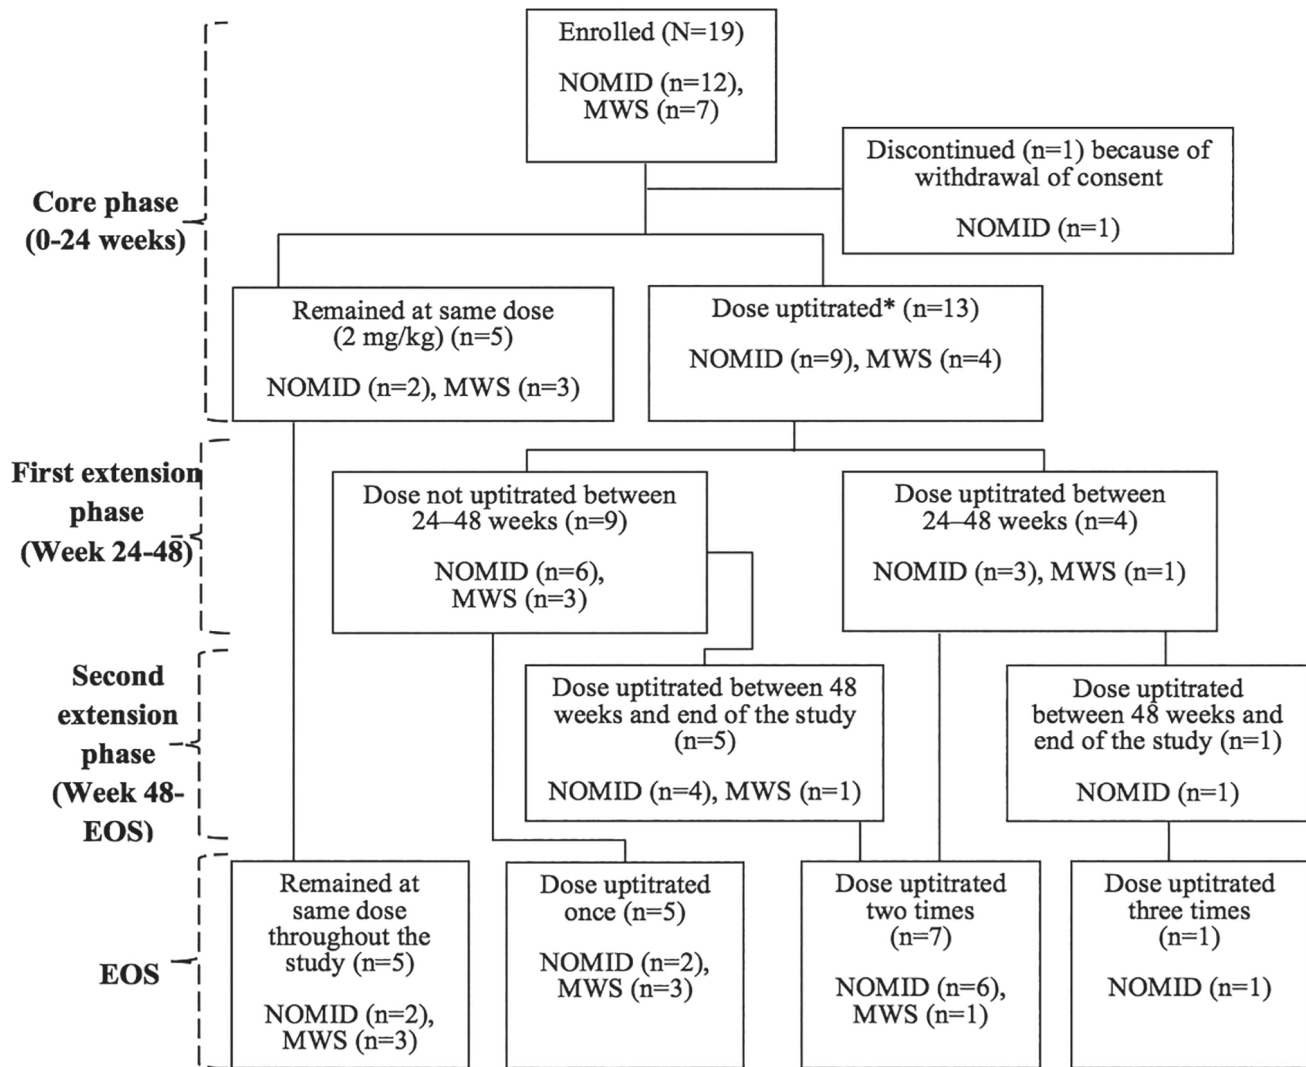 Enrolled (N=19)
NOMID (n=12),
MWS (n=7)
Discontinued (n=1) because of
withdrawal of consent
NOMID (n=1)
Core phase
(0-24 weeks)
Remained at same dose
(2 mg/kg) (n=5)
NOMID (n=2), MWS (n=3)
Dose uptitrated* (n=13)
NOMID (n=9), MWS (n=4)
First extension
phase
(Week 24-48)
Dose not uptitrated between
24–48 weeks (n=9)
NOMID (n=6),
MWS (n=3)
Dose uptitrated between
24–48 weeks (n=4)
NOMID (n=3), MWS (n=1)
Second
extension
phase
(Week 48-
EOS)
Dose uptitrated between 48
weeks and end of the study
(n=5)
NOMID (n=4), MWS (n=1)
Dose uptitrated
between 48 weeks and
end of the study (n=1)
NOMID (n=1)
EOS
Remained at
same dose
throughout the
study (n=5)
NOMID (n=2),
MWS (n=3)
Dose uptitrated
once (n=5)
NOMID (n=2),
MWS (n=3)
Dose uptitrated
two times
(n=7)
NOMID (n=6),
MWS (n=1)
Dose uptitrated
three times
(n=1)
NOMID (n=1)